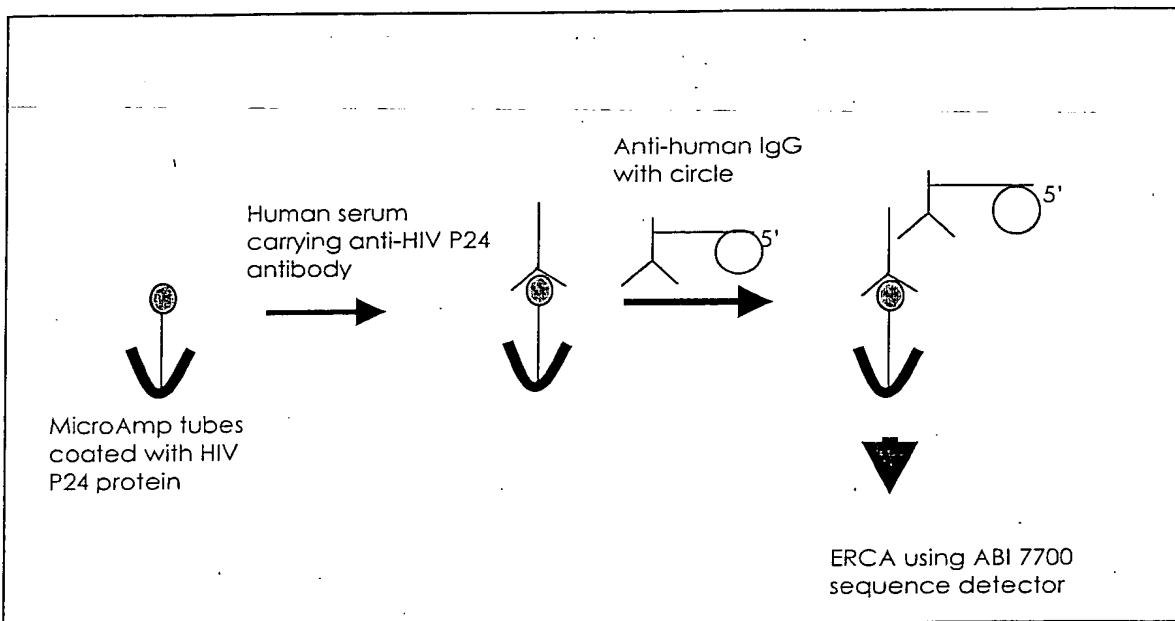 Anti-human IgG
with circle
5'
Human serum
carrying anti-HIV P24
antibody
5'
MicroAmp tubes
coated with HIV
P24 protein
ERCA using ABI 7700
sequence detector